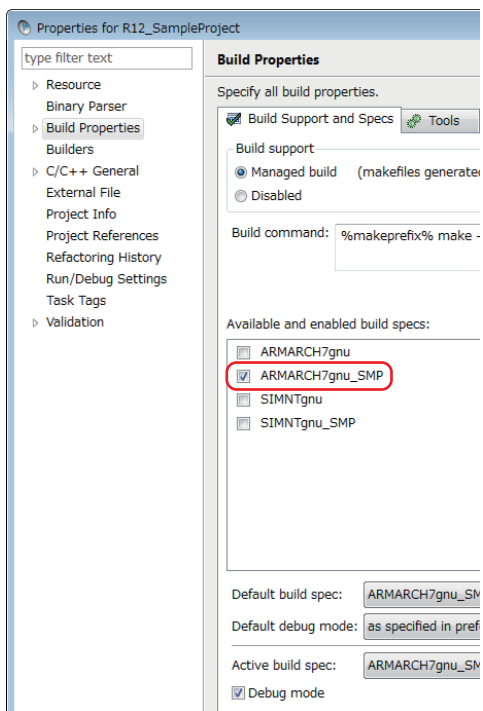 Properties for R12_SampleProject
type filter text
Resource
Binary Parser
Build Properties
Builders
C/C++ General
External File
Project Info
Project References
Refactoring History
Run/Debug Settings
Task Tags
Validation
Build Properties
Specify all build properties.
Build Support and Specs
Tools
Build support
Managed build (makefiles generated
Disabled
Build command: %makeprefix% make -
Available and enabled build specs:
ARMARCH7gnu
ARMARCH7gnu_SMP
SIMNTgnu
SIMNTgnu_SMP
Default build spec: ARMARCH7gnu_SM
Default debug mode: as specified in pref
Active build spec: ARMARCH7gnu_SM
Debug mode